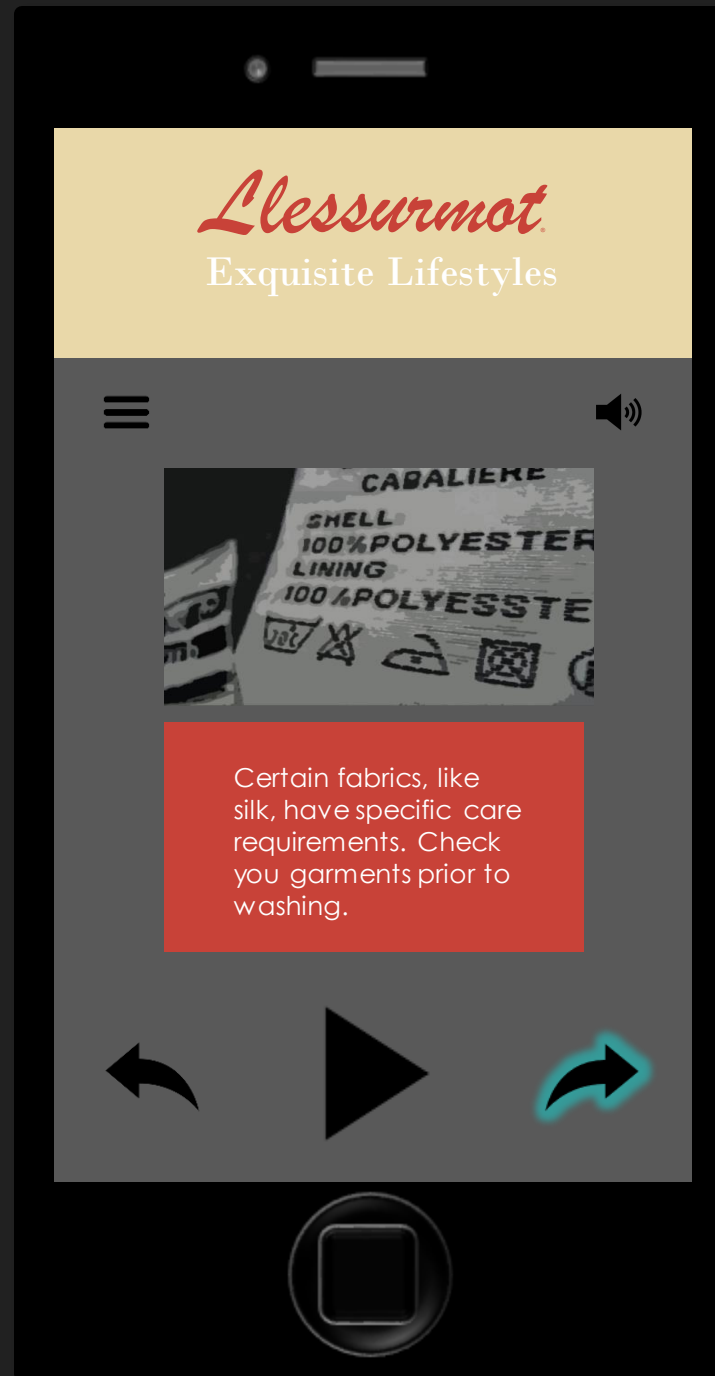 Llessurmot
Exquisite Lifestyles
CABALIERE
SHELL
100%POLYESTER
LINING
100%POLYESSTE
Certain fabrics, like
silk, have specific care
requirements. Check
you garments prior to
washing.